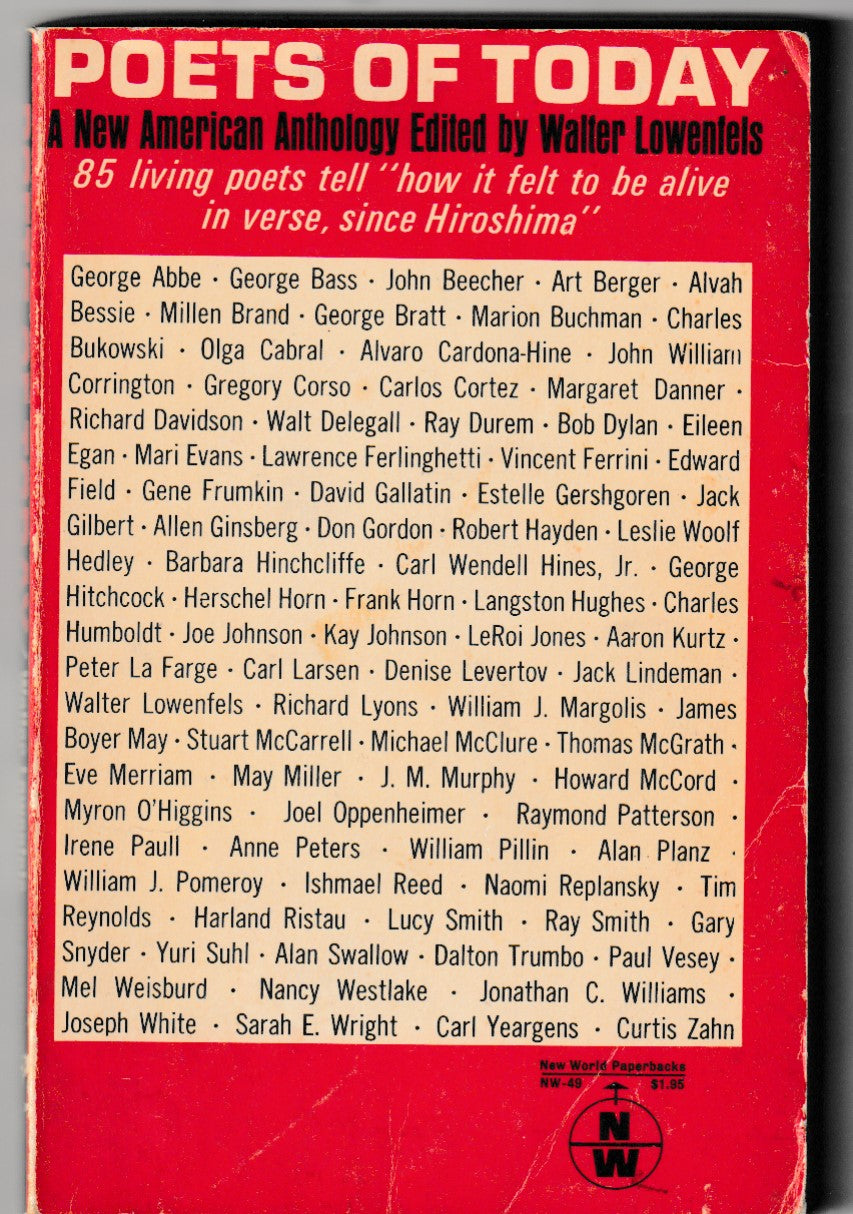 POETS OF TODAY
A New American Anthology Edited by Walter Lowenfels
85 living poets tell "how it felt to be alive
in verse, since Hiroshima"
George Abbe · George Bass · John Beecher · Art Berger · Alvah
Bessie · Millen Brand · George Bratt · Marion Buchman · Charles
Bukowski · Olga Cabral · Alvaro Cardona-Hine · John William
Corrington · Gregory Corso · Carlos Cortez · Margaret Danner ·
Richard Davidson · Walt Delegall · Ray Durem · Bob Dylan · Eileen
Egan · Mari Evans · Lawrence Ferlinghetti · Vincent Ferrini · Edward
Field · Gene Frumkin · David Gallatin · Estelle Gershgoren · Jack
Gilbert · Allen Ginsberg · Don Gordon · Robert Hayden · Leslie Woolf
Hedley · Barbara Hinchcliffe · Carl Wendell Hines, Jr. · George
Hitchcock · Herschel Horn · Frank Horn · Langston Hughes · Charles
Humboldt · Joe Johnson · Kay Johnson · LeRoi Jones · Aaron Kurtz ·
Peter La Farge · Carl Larsen · Denise Levertov · Jack Lindeman ·
Walter Lowenfels · Richard Lyons · William J. Margolis · James
Boyer May · Stuart McCarrell · Michael McClure · Thomas McGrath ·
Eve Merriam · May Miller · J. M. Murphy · Howard McCord ·
Myron O'Higgins · Joel Oppenheimer · Raymond Patterson ·
Irene Paull · Anne Peters · William Pillin · Alan Planz ·
William J. Pomeroy · Ishmael Reed · Naomi Replansky · Tim
Reynolds · Harland Ristau · Lucy Smith · Ray Smith · Gary
Snyder · Yuri Suhl · Alan Swallow · Dalton Trumbo · Paul Vesey ·
Mel Weisburd · Nancy Westlake · Jonathan C. Williams ·
Joseph White · Sarah E. Wright · Carl Yeargens · Curtis Zahn
New World Paperbacks
NW-49 $1.95
N
W